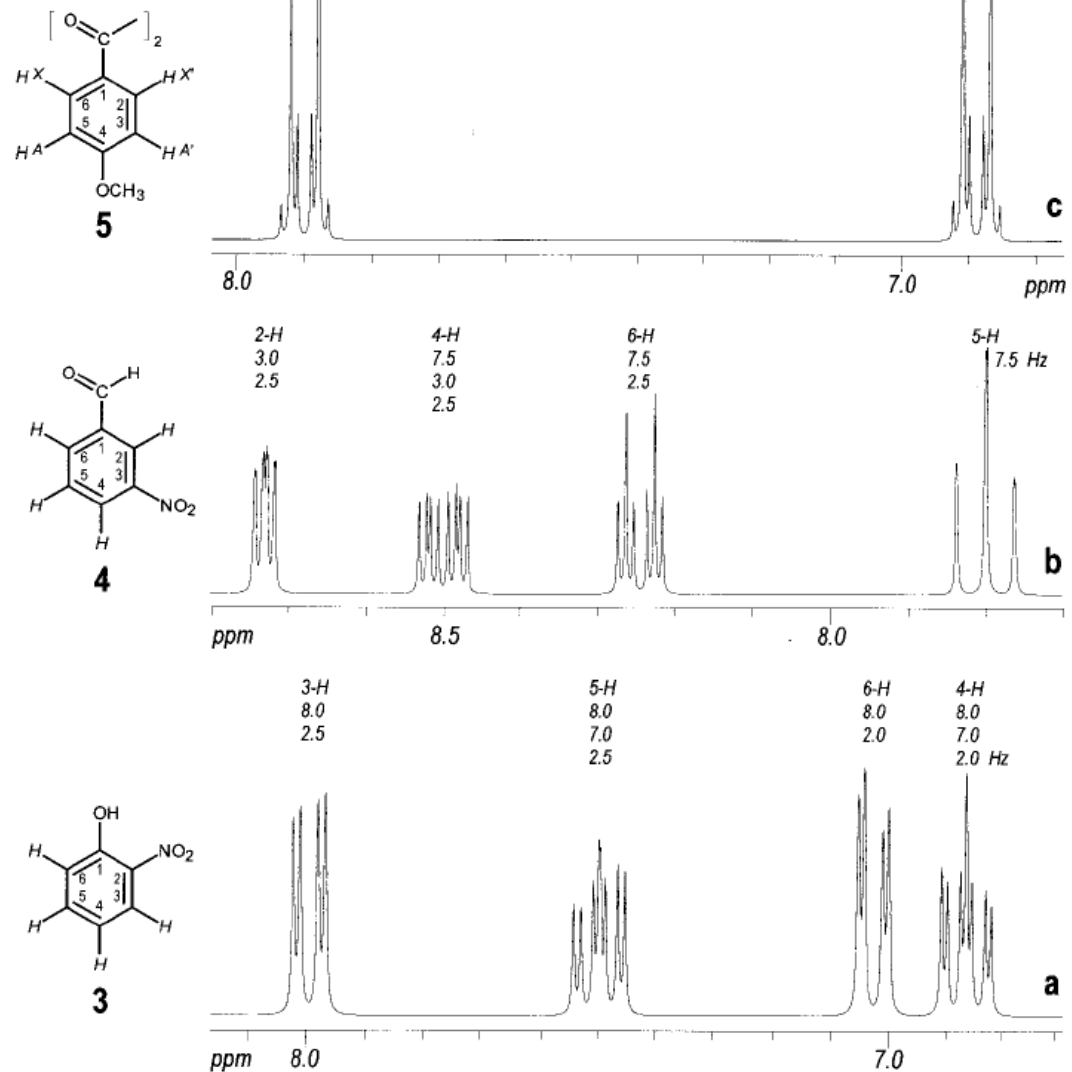 [ O C ]2
H X H X'
6 1 2
5 4 3
H A H A'
OCH3
5
c
8.0 7.0 ppm
2-H 4-H 6-H 5-H
3.0 7.5 7.5 7.5 Hz
2.5 3.0 2.5
2.5
O C H
H H
6 1 2
5 4 3
H NO2
H
4
b
ppm 8.5 8.0
3-H 5-H 6-H 4-H
8.0 8.0 8.0 8.0
2.5 7.0 2.0 7.0
2.5 2.0 Hz
OH
H NO2
6 1 2
5 4 3
H H
H
3
a
ppm 8.0 7.0